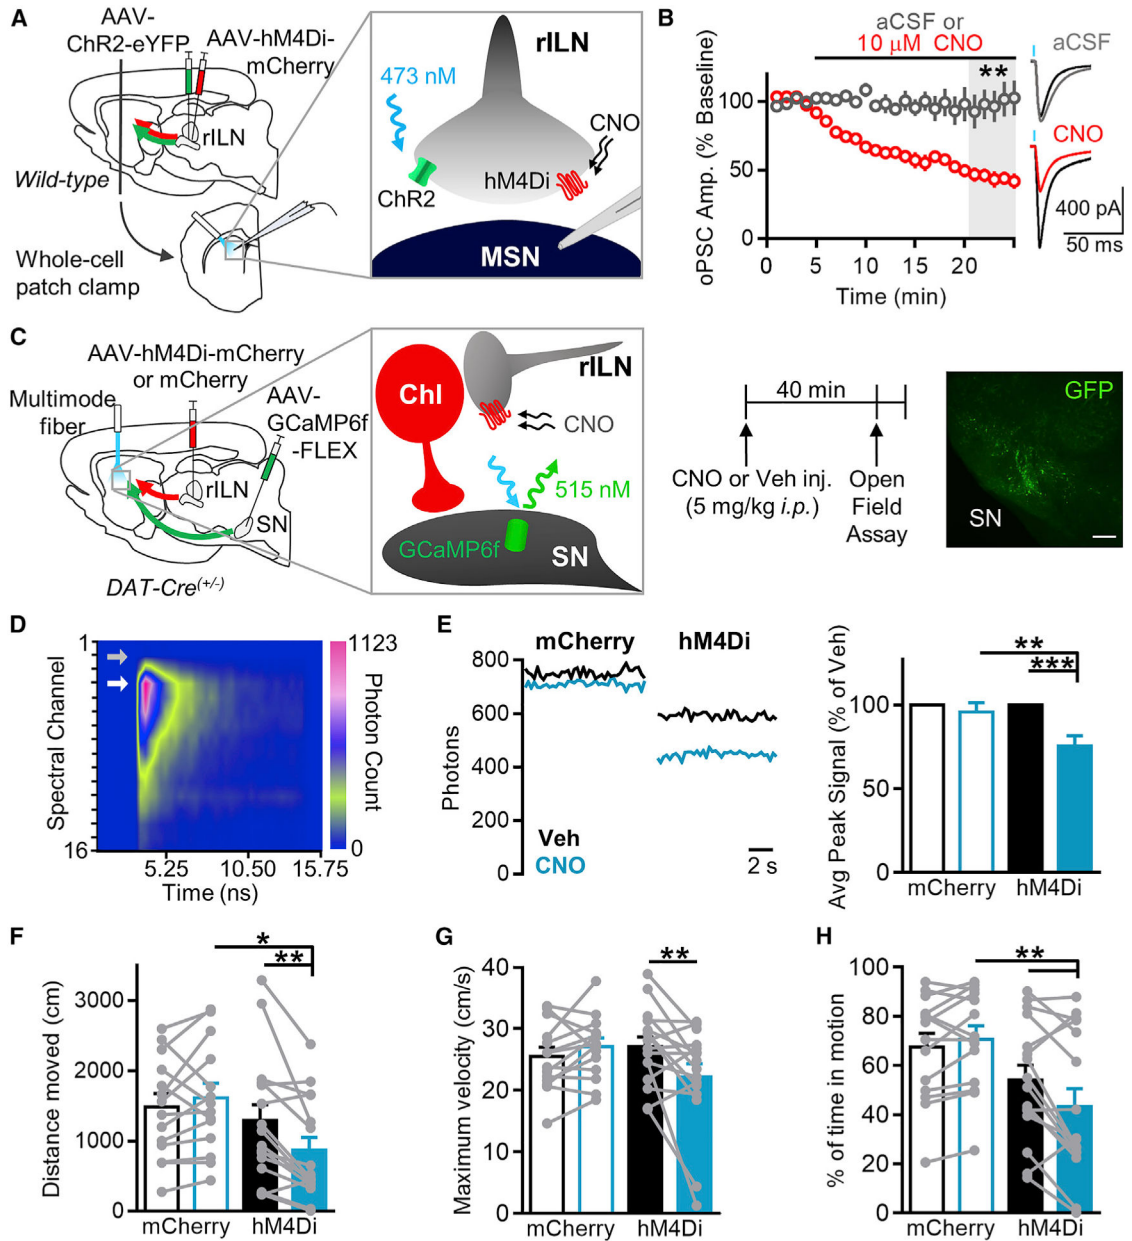 A
AAV-
ChR2-eYFP
AAV-hM4Di-
mCherry
rILN
Wild-type
Whole-cell
patch clamp
rILN
473 nM
CNO
hM4Di
ChR2
MSN
B
aCSF or
10 µM CNO
**
oPSC Amp. (% Baseline)
100
50
0
0
5
10
15
20
Time (min)
aCSF
CNO
400 pA
50 ms
C
AAV-hM4Di-mCherry
or mCherry
Multimode
fiber
AAV-
GCaMP6f
-FLEX
rILN
SN
DAT-Cre(+/-)
ChI
rILN
CNO
515 nM
GCaMP6f
SN
40 min
CNO or Veh inj.
(5 mg/kg i.p.)
Open
Field
Assay
GFP
SN
D
Spectral Channel
1
16
5.25
10.50
15.75
Time (ns)
1123
0
Photon Count
E
mCherry
hM4Di
Photons
800
600
400
200
0
Veh
CNO
2 s
Avg Peak Signal (% of Veh)
100
50
0
**
***
mCherry
hM4Di
F
Distance moved (cm)
3000
2000
1000
0
*
**
mCherry
hM4Di
G
Maximum velocity (cm/s)
40
30
20
10
0
**
mCherry
hM4Di
H
% of time in motion
100
80
60
40
20
0
**
mCherry
hM4Di